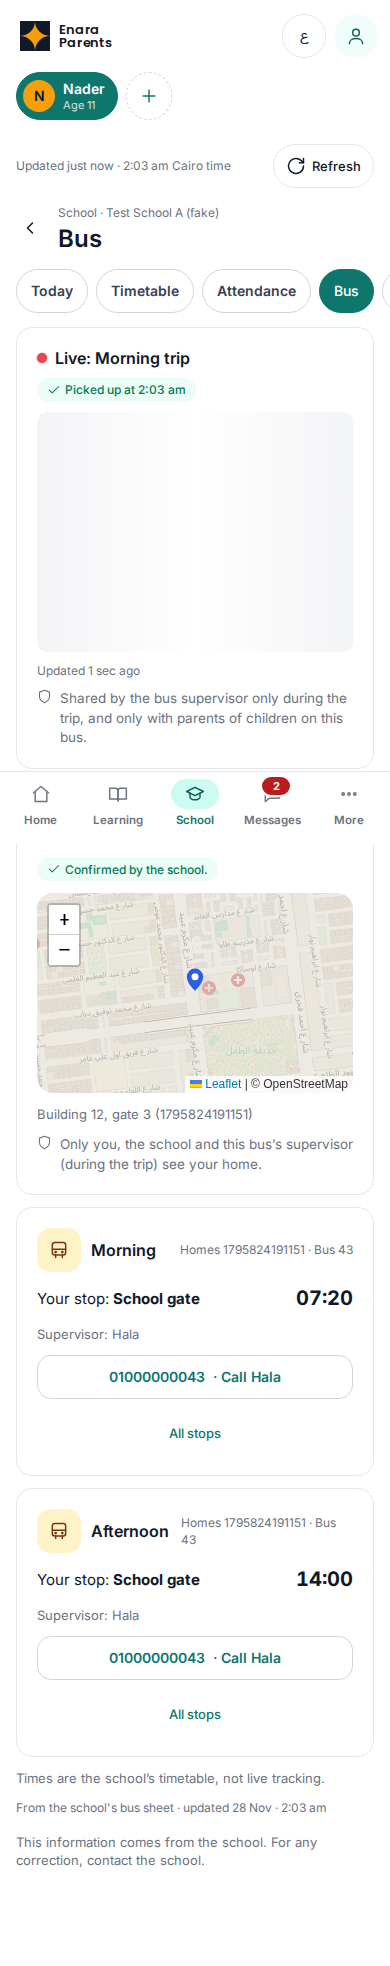 Enara
Parents
ع
N
Nader
Age 11
+
Updated just now · 2:03 am Cairo time
Refresh
School · Test School A (fake)
Bus
Today
Timetable
Attendance
Bus
Live: Morning trip
Picked up at 2:03 am
Updated 1 sec ago
Shared by the bus supervisor only during the
trip, and only with parents of children on this
bus.
2
Home
Learning
School
Messages
More
Confirmed by the school.
+
−
Leaflet | © OpenStreetMap
Building 12, gate 3 (1795824191151)
Only you, the school and this bus’s supervisor
(during the trip) see your home.
Morning
Homes 1795824191151 · Bus 43
Your stop: School gate
07:20
Supervisor: Hala
01000000043 · Call Hala
All stops
Afternoon
Homes 1795824191151 · Bus
43
Your stop: School gate
14:00
Supervisor: Hala
01000000043 · Call Hala
All stops
Times are the school’s timetable, not live tracking.
From the school's bus sheet · updated 28 Nov · 2:03 am
This information comes from the school. For any
correction, contact the school.